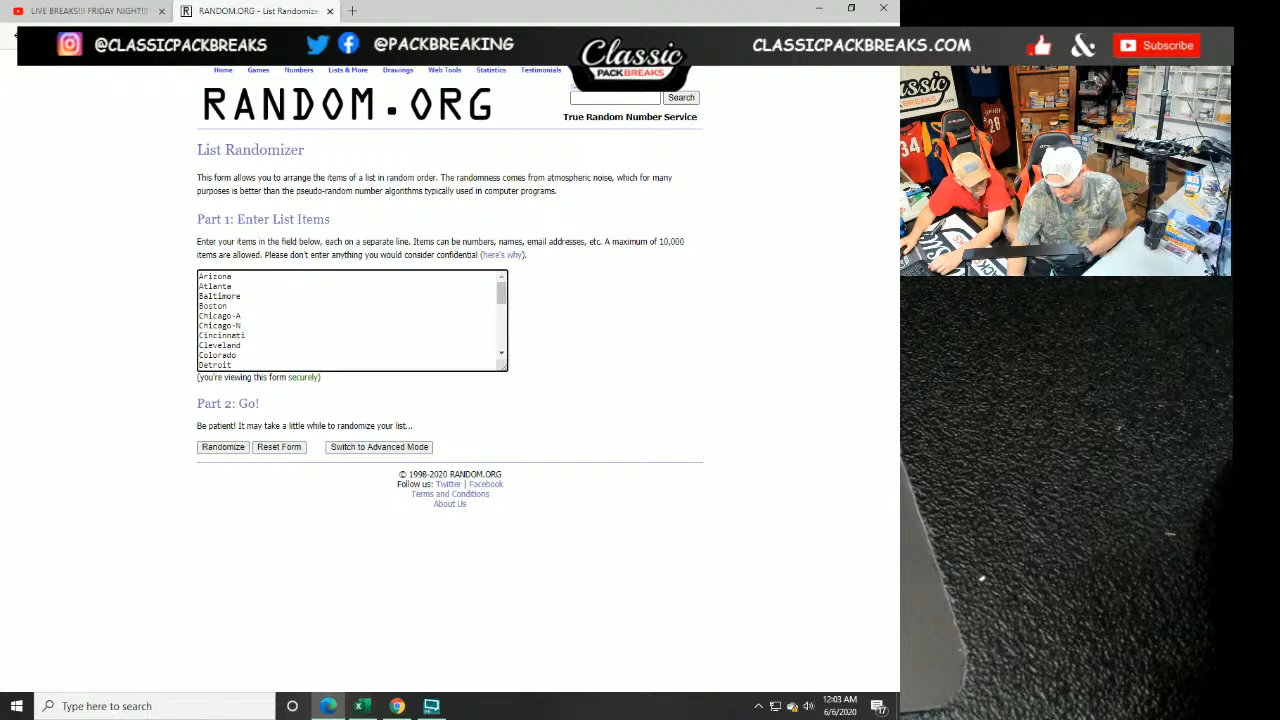 LIVE BREAKS!!! FRIDAY NIGHT!!!
RANDOM.ORG - List Randomizer
@CLASSICPACKBREAKS
@PACKBREAKING
Classic
PACK BREAKS
CLASSICPACKBREAKS.COM
&
Subscribe
Home Games Numbers Lists & More Drawings Web Tools Statistics Testimonials
RANDOM.ORG
Search
True Random Number Service
List Randomizer
This form allows you to arrange the items of a list in random order. The randomness comes from atmospheric noise, which for many
purposes is better than the pseudo-random number algorithms typically used in computer programs.
Part 1: Enter List Items
Enter your items in the field below, each on a separate line. Items can be numbers, names, email addresses, etc. A maximum of 10,000
items are allowed. Please don't enter anything you would consider confidential (here's why).
Arizona
Atlanta
Baltimore
Boston
Chicago-A
Chicago-N
Cincinnati
Cleveland
Colorado
Detroit
(you're viewing this form securely)
Part 2: Go!
Be patient! It may take a little while to randomize your list...
Randomize Reset Form Switch to Advanced Mode
© 1998-2020 RANDOM.ORG
Follow us: Twitter | Facebook
Terms and Conditions
About Us
Classic
PACK BREAKS
34
28
Type here to search
12:03 AM
6/6/2020
17